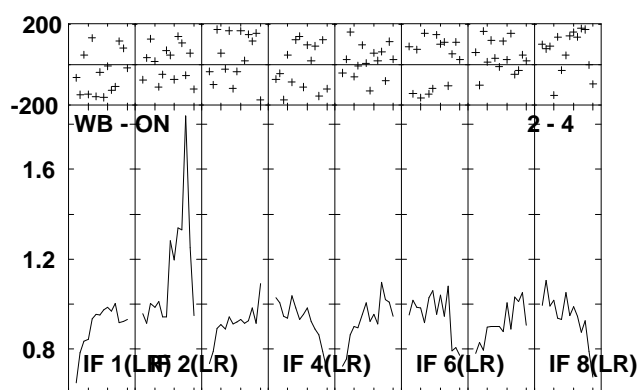 200
-200
WB - ON 2 - 4
1.6
1.2
0.8
IF 1(LR) IF 2(LR) IF 4(LR) IF 6(LR) IF 8(LR)